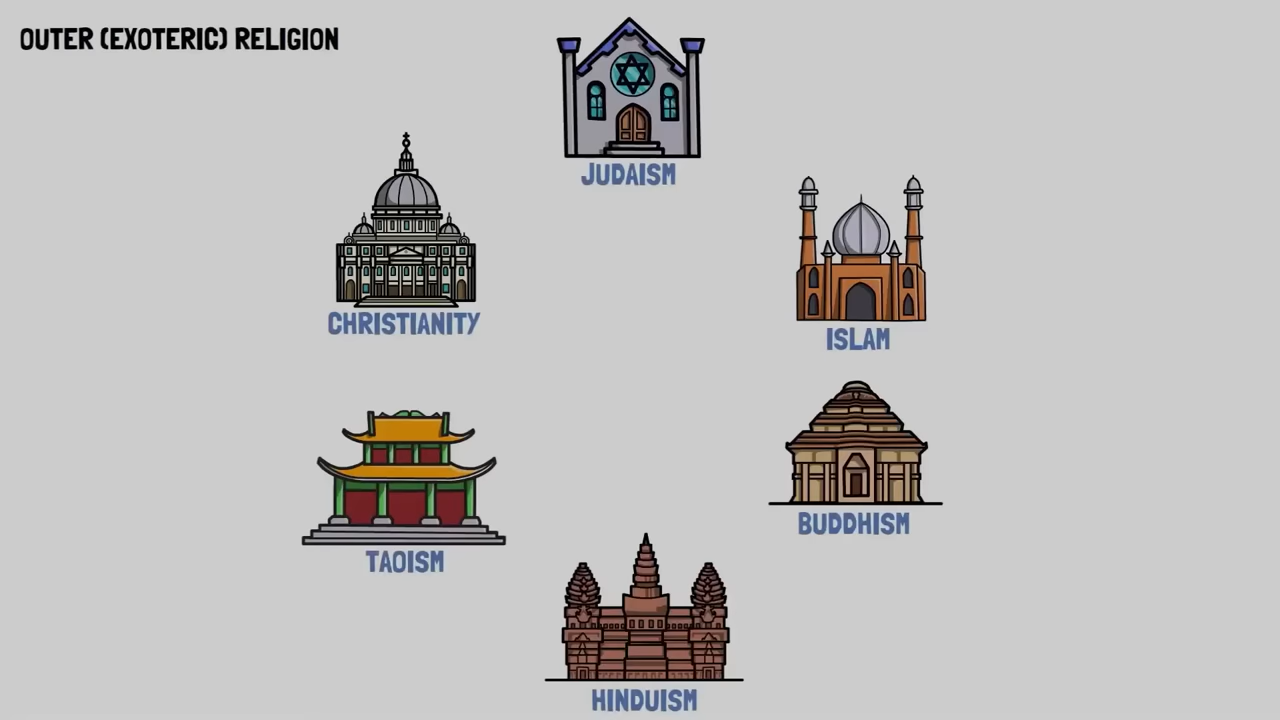 OUTER (EXOTERIC) RELIGION
JUDAISM
CHRISTIANITY
ISLAM
BUDDHISM
TAOISM
HINDUISM